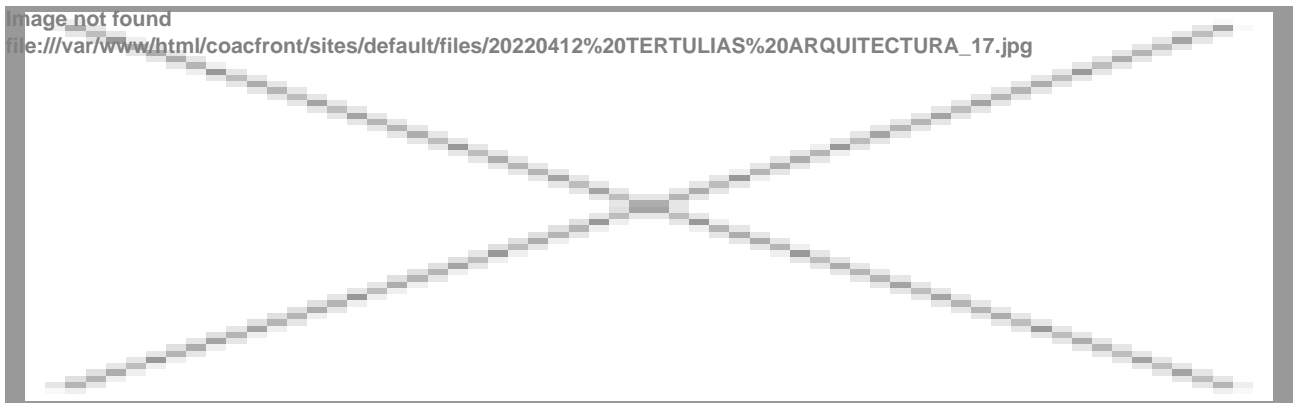 Image not found
file:///var/www/html/coacfront/sites/default/files/20220412%20TERTULIAS%20ARQUITECTURA_17.jpg